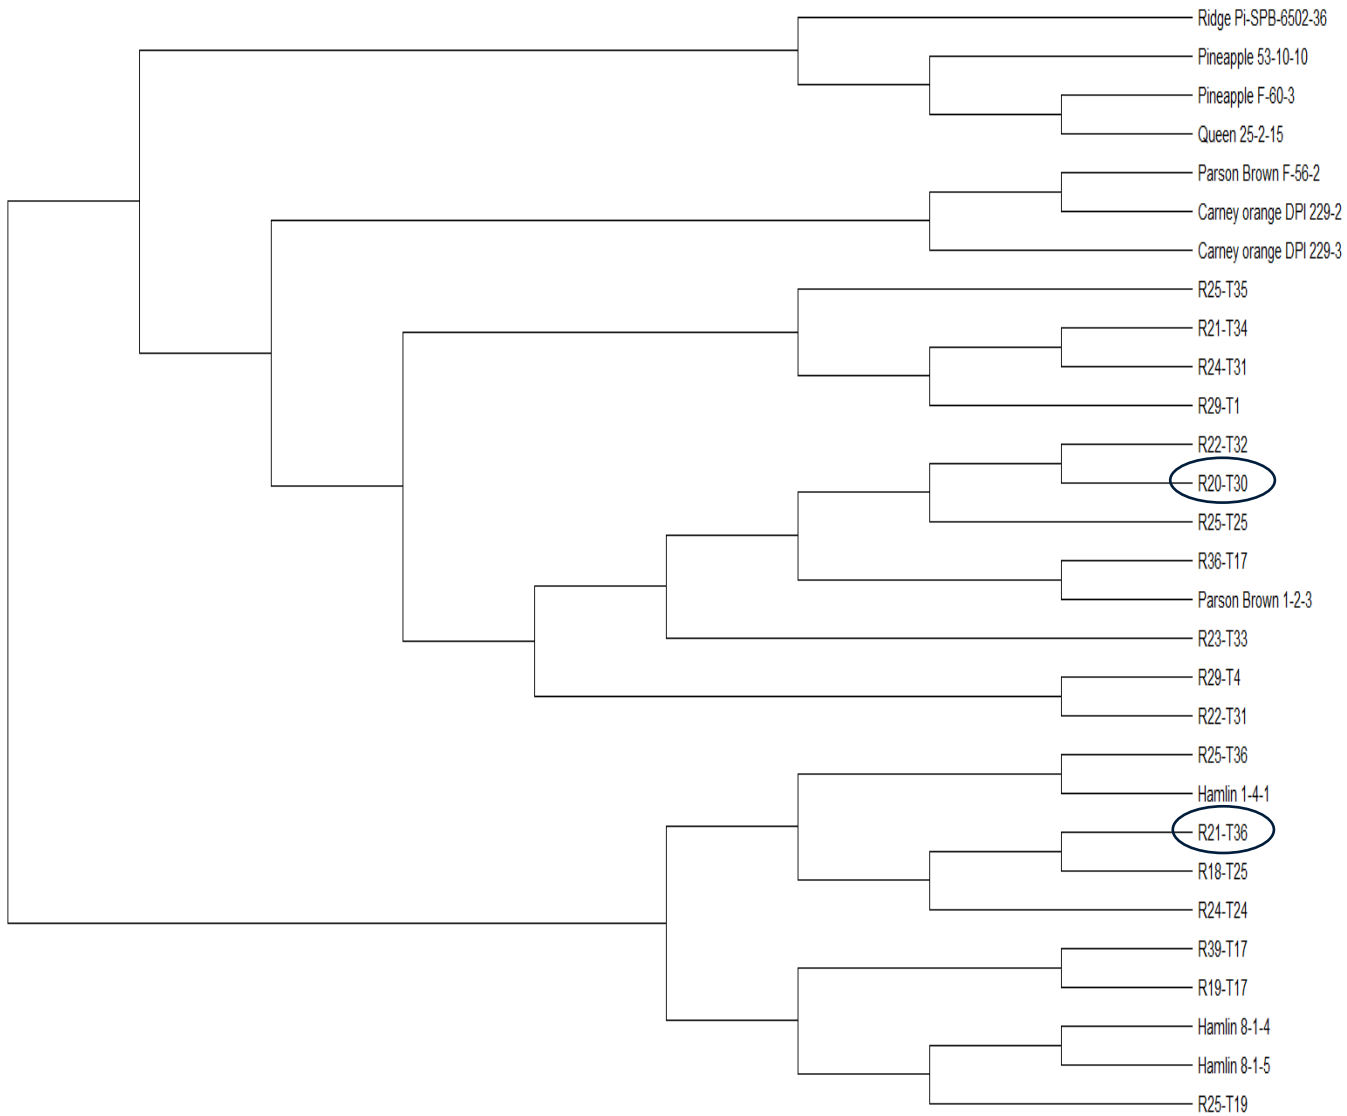 Ridge Pi-SPB-6502-36
Pineapple 53-10-10
Pineapple F-60-3
Queen 25-2-15
Parson Brown F-56-2
Carney orange DPI 229-2
Carney orange DPI 229-3
R25-T35
R21-T34
R24-T31
R29-T1
R22-T32
R20-T30
R25-T25
R36-T17
Parson Brown 1-2-3
R23-T33
R29-T4
R22-T31
R25-T36
Hamlin 1-4-1
R21-T36
R18-T25
R24-T24
R39-T17
R19-T17
Hamlin 8-1-4
Hamlin 8-1-5
R25-T19